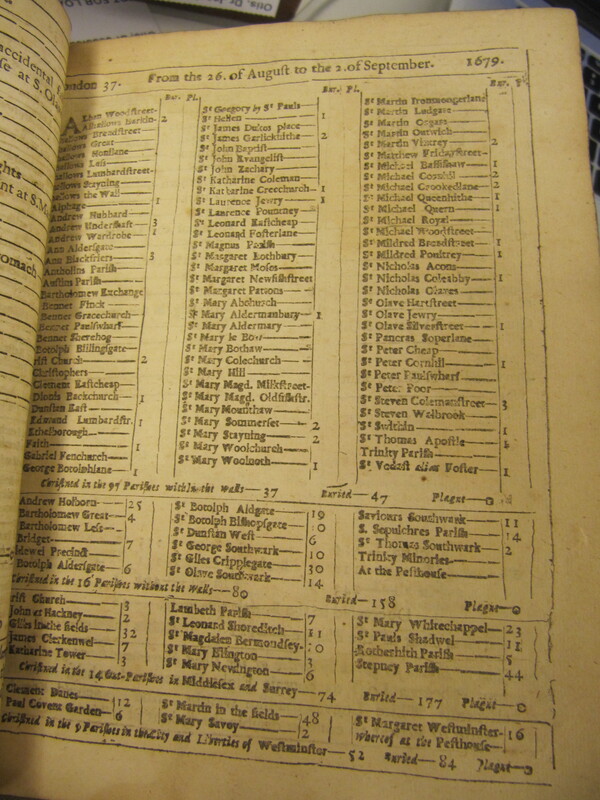 London 37. From the 26. of August to the 2. of September. 1679.
Bur. Pl.
Alban Woodstreet
Alhallows Barkin— 2
Breadstreet
Great
Honilane
Less
Lumbardstreet
Stayning
the Wall
Alphage 1
Andrew Hubbard
Andrew Undershaft— 3
Andrew Wardrobe 1
Ann Aldersgate
Ann Blackfriers— 3
Antholins Parish
Austins Parish
Bartholomew Exchange
Bennet Finck
Bennet Gracechurch
Bennet Paulswharf
Bennet Sherehog
Botolph Billingsgate
Christ Church— 2
Christophers
Clement Eastcheap
Dionis Backchurch— 1
Dunstan East
Edmund Lumbardstr. 1
Ethelborough
Faith— 1
Gabriel Fenchurch
George Botolphlane 1
Bur. Pl.
St Gregory by St Pauls
St Hellen— 1
St James Dukes place
St James Garlickhithe— 2
St John Baptist
St John Evangelist
St John Zachary
St Katharine Coleman
St Katharine Creechurch— 1
St Laurence Jewry— 1
St Laurence Pountney
St Leonard Eastcheap
St Leonard Fosterlane
St Magnus Parish
St Margaret Lothbury
St Margaret Moses
St Margaret Newfishstreet
St Margaret Pattons
St Mary Abchurch
St Mary Aldermanbury— 1
St Mary Aldermary
St Mary le Bow
St Mary Bothaw
St Mary Colechurch
St Mary Hill
St Mary Magd. Milkstreet
St Mary Magd. Oldfishstr.
St Mary Mounthaw
St Mary Somerset— 2
St Mary Stayning— 2
St Mary Woolchurch
St Mary Woolnoth 1
Bur. P.
St Martin Ironmongerlane
St Martin Ludgate
St Martin Orgars
St Martin Outwich
St Martin Vintrey— 2
St Matthew Fridaystreet
St Michael Bassishaw— 1
St Michael Cornhil— 2
St Michael Crookedlane— 2
St Michael Queenhithe— 1
St Michael Quern— 1
St Michael Royal
St Michael Woodstreet
St Mildred Breadstreet— 1
St Mildred Poultrey— 1
St Nicholas Acons
St Nicholas Coleabby— 1
St Nicholas Olaves
St Olave Hartstreet
St Olave Jewry
St Olave Silverstreet— 1
St Pancras Soperlane
St Peter Cheap
St Peter Cornhil— 1
St Peter Paulswharf
St Peter Poor
St Steven Colemanstreet— 3
St Steven Walbrook
St Swithin 1
St Thomas Apostle
Trinity Parish
St Vedast alias Foster— 1
Christned in the 97 Parishes within the Walls— 37 Buried— 47 Plague— 0
Andrew Holborn— 25
Bartholomew Great— 4
Bartholomew Less
Bridget— 7
Bridewel Precinct
Botolph Aldersgate— 6
St Botolph Aldgate 19
St Botolph Bishopsgate
St Dunstan West 6
St George Southwark 10
St Giles Cripplegate 30
St Olave Southwark 14
Saviours Southwark— 11
S. Sepulchres Parish— 14
St Thomas Southwark— 2
Trinity Minories
At the Pesthouse
Christned in the 16 Parishes without the Walls— 80 Buried— 158 Plague— 0
Christ Church— 3
John at Hackney— 2
Giles in the fields— 32
James Clerkenwel— 7
Katharine Tower— 3
Lambeth Parish— 7
St Leonard Shoreditch— 11
St Magdalen Bermondsey
St Mary Islington— 3
St Mary Newington— 6
St Mary Whitechappel— 23
St Pauls Shadwel— 11
Rotherhith Parish— 5
Stepney Parish— 44
Christned in the 14 Out-Parishes in Middlesex and Surrey— 74 Buried— 177 Plague— 0
Clement Danes— 12
Paul Covent Garden— 6
St Martin in the fields— 48
St Mary Savoy— 2
St Margaret Westminster— 16
Whereof at the Pesthouse—
Christned in the 5 Parishes in the City and Liberties of Westminster— 52 Buried— 84 Plague— 0